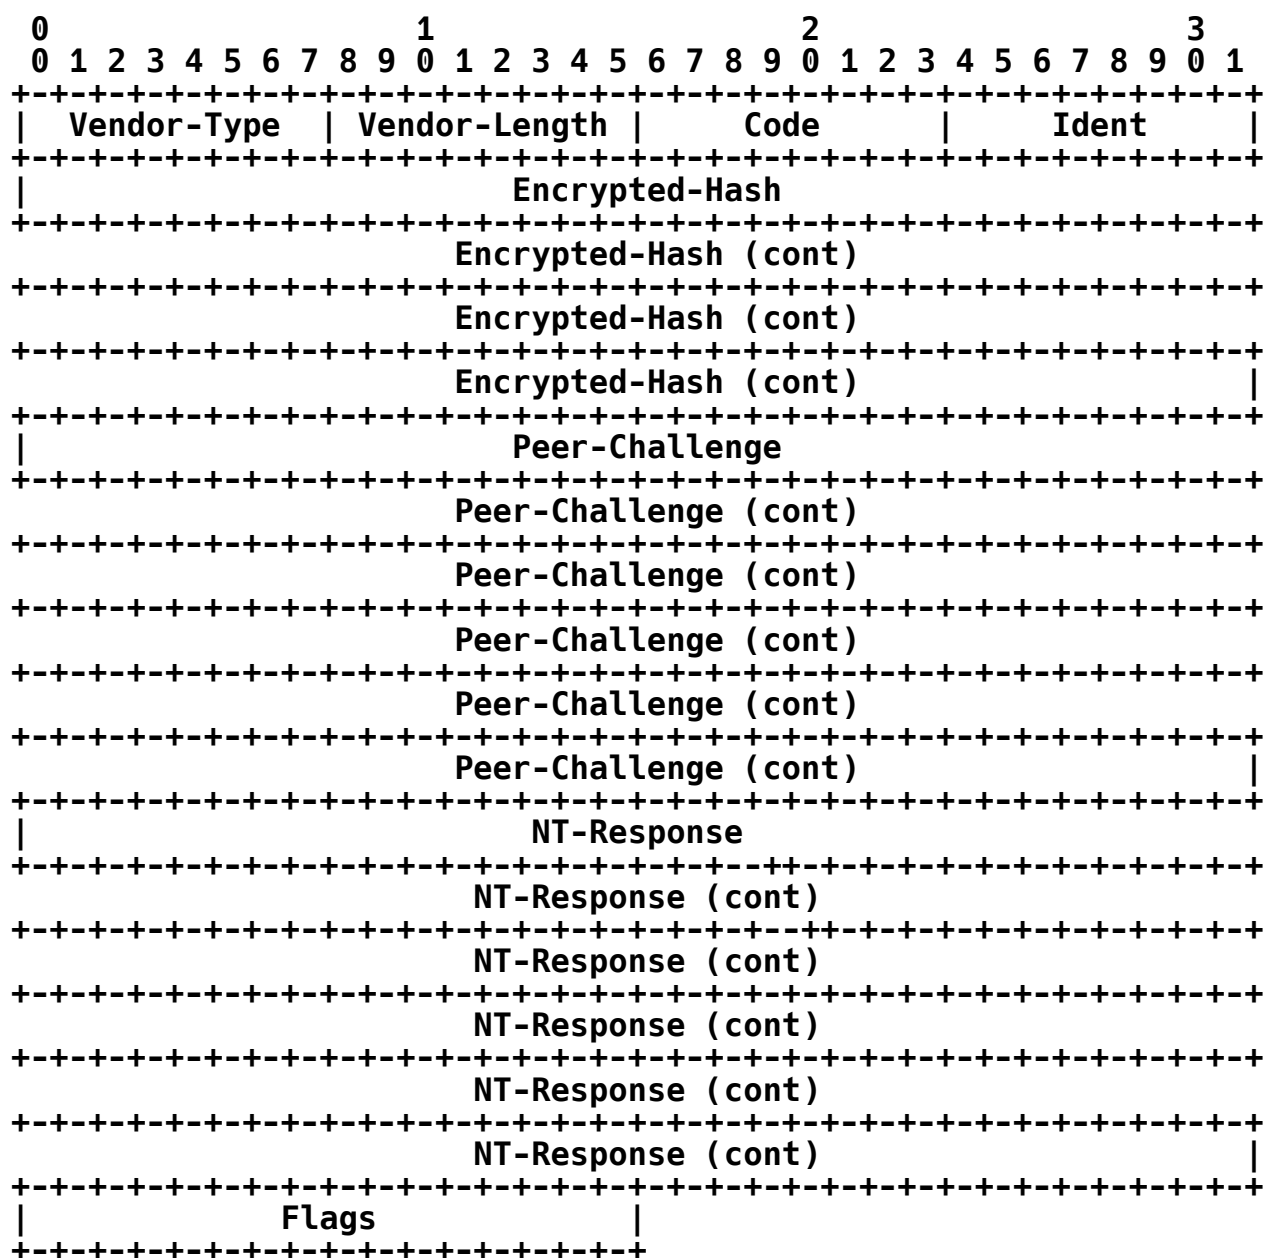 0                   1                   2                   3
 0 1 2 3 4 5 6 7 8 9 0 1 2 3 4 5 6 7 8 9 0 1 2 3 4 5 6 7 8 9 0 1
+-+-+-+-+-+-+-+-+-+-+-+-+-+-+-+-+-+-+-+-+-+-+-+-+-+-+-+-+-+-+-+-+
|  Vendor-Type  | Vendor-Length |     Code      |     Ident     |
+-+-+-+-+-+-+-+-+-+-+-+-+-+-+-+-+-+-+-+-+-+-+-+-+-+-+-+-+-+-+-+-+
|                         Encrypted-Hash
+-+-+-+-+-+-+-+-+-+-+-+-+-+-+-+-+-+-+-+-+-+-+-+-+-+-+-+-+-+-+-+-+
                       Encrypted-Hash (cont)
+-+-+-+-+-+-+-+-+-+-+-+-+-+-+-+-+-+-+-+-+-+-+-+-+-+-+-+-+-+-+-+-+
                       Encrypted-Hash (cont)
+-+-+-+-+-+-+-+-+-+-+-+-+-+-+-+-+-+-+-+-+-+-+-+-+-+-+-+-+-+-+-+-+
                       Encrypted-Hash (cont)                    |
+-+-+-+-+-+-+-+-+-+-+-+-+-+-+-+-+-+-+-+-+-+-+-+-+-+-+-+-+-+-+-+-+
|                         Peer-Challenge
+-+-+-+-+-+-+-+-+-+-+-+-+-+-+-+-+-+-+-+-+-+-+-+-+-+-+-+-+-+-+-+-+
                       Peer-Challenge (cont)
+-+-+-+-+-+-+-+-+-+-+-+-+-+-+-+-+-+-+-+-+-+-+-+-+-+-+-+-+-+-+-+-+
                       Peer-Challenge (cont)
+-+-+-+-+-+-+-+-+-+-+-+-+-+-+-+-+-+-+-+-+-+-+-+-+-+-+-+-+-+-+-+-+
                       Peer-Challenge (cont)
+-+-+-+-+-+-+-+-+-+-+-+-+-+-+-+-+-+-+-+-+-+-+-+-+-+-+-+-+-+-+-+-+
                       Peer-Challenge (cont)
+-+-+-+-+-+-+-+-+-+-+-+-+-+-+-+-+-+-+-+-+-+-+-+-+-+-+-+-+-+-+-+-+
                       Peer-Challenge (cont)                    |
+-+-+-+-+-+-+-+-+-+-+-+-+-+-+-+-+-+-+-+-+-+-+-+-+-+-+-+-+-+-+-+-+
|                          NT-Response
+-+-+-+-+-+-+-+-+-+-+-+-+-+-+-+-+-+-+--++-+-+-+-+-+-+-+-+-+-+-+-+
                        NT-Response (cont)
+-+-+-+-+-+-+-+-+-+-+-+-+-+-+-+-+-+-+-+--++-+-+-+-+-+-+-+-+-+-+-+
                        NT-Response (cont)
+-+-+-+-+-+-+-+-+-+-+-+-+-+-+-+-+-+-+-+-+-+-+-+-+-+-+-+-+-+-+-+-+
                        NT-Response (cont)
+-+-+-+-+-+-+-+-+-+-+-+-+-+-+-+-+-+-+-+-+-+-+-+-+-+-+-+-+-+-+-+-+
                        NT-Response (cont)
+-+-+-+-+-+-+-+-+-+-+-+-+-+-+-+-+-+-+-+-+-+-+-+-+-+-+-+-+-+-+-+-+
                        NT-Response (cont)                      |
+-+-+-+-+-+-+-+-+-+-+-+-+-+-+-+-+-+-+-+-+-+-+-+-+-+-+-+-+-+-+-+-+
|             Flags             |
+-+-+-+-+-+-+-+-+-+-+-+-+-+-+-+-+